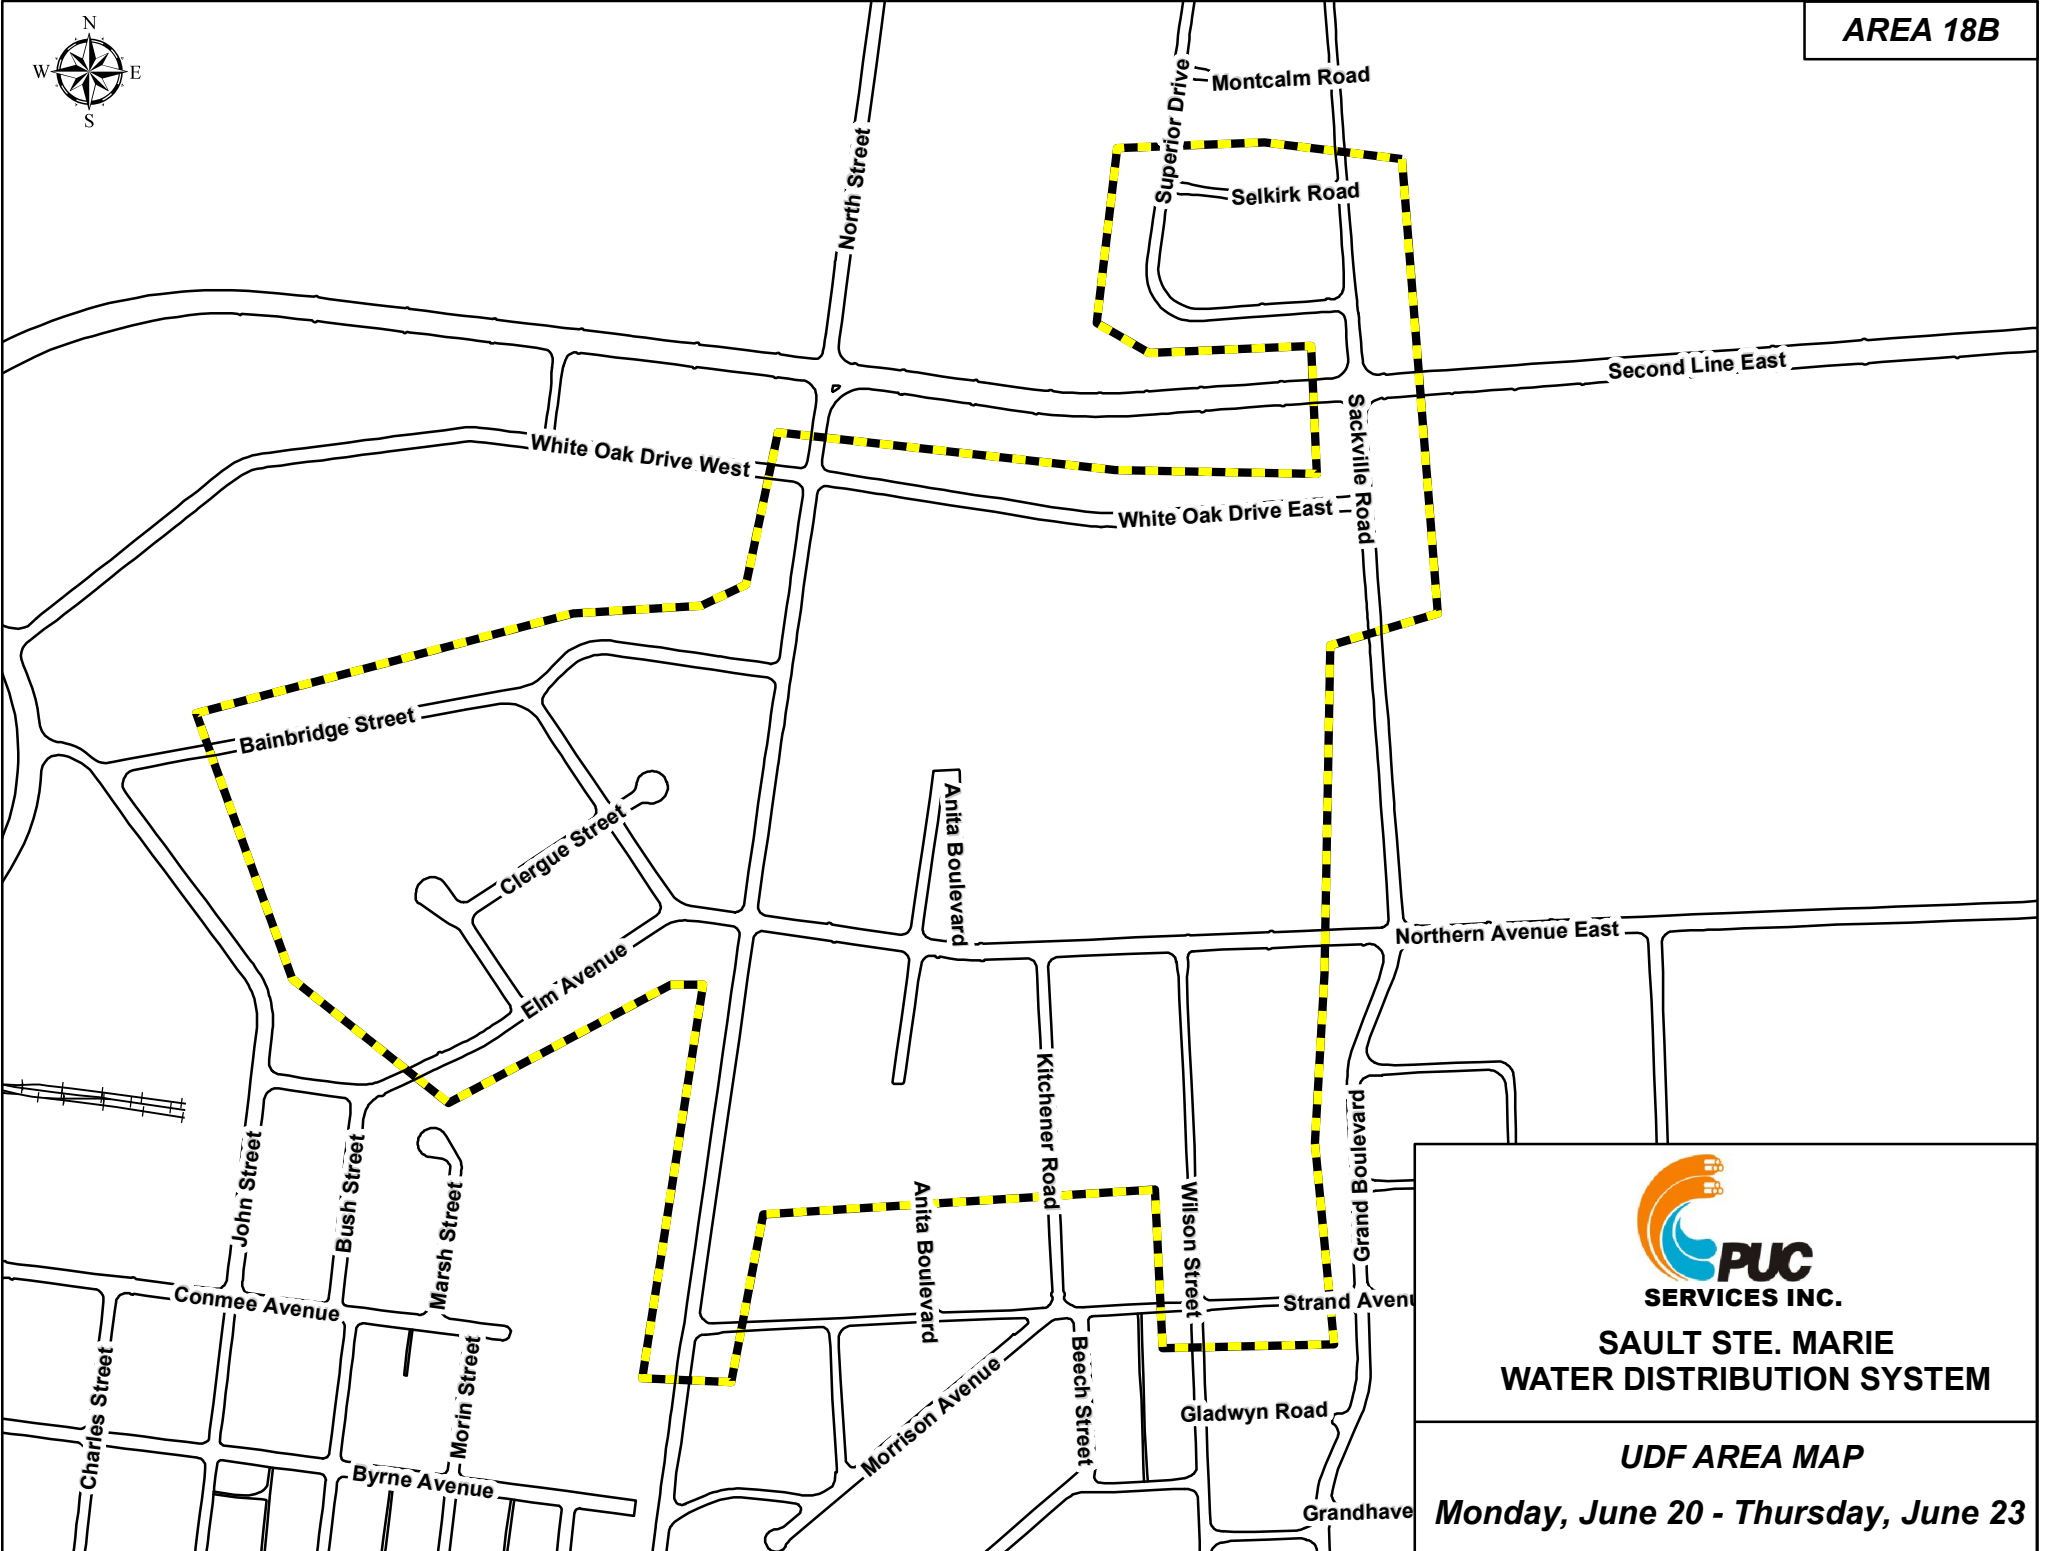 AREA 18B
N
W E
S
Montcalm Road
Superior Drive
North Street
Selkirk Road
Second Line East
Sackville Road
White Oak Drive West
White Oak Drive East
Bainbridge Street
Clergue Street
Anita Boulevard
Elm Avenue
Northern Avenue East
Kitchener Road
Grand Boulevard
John Street
Bush Street
Marsh Street
Anita Boulevard
Wilson Street
Conmee Avenue
Strand Avenu
Charles Street
Morin Street
Morrison Avenue
Beech Street
Gladwyn Road
Byrne Avenue
Grandhave
PUC
SERVICES INC.
SAULT STE. MARIE
WATER DISTRIBUTION SYSTEM
UDF AREA MAP
Monday, June 20 - Thursday, June 23